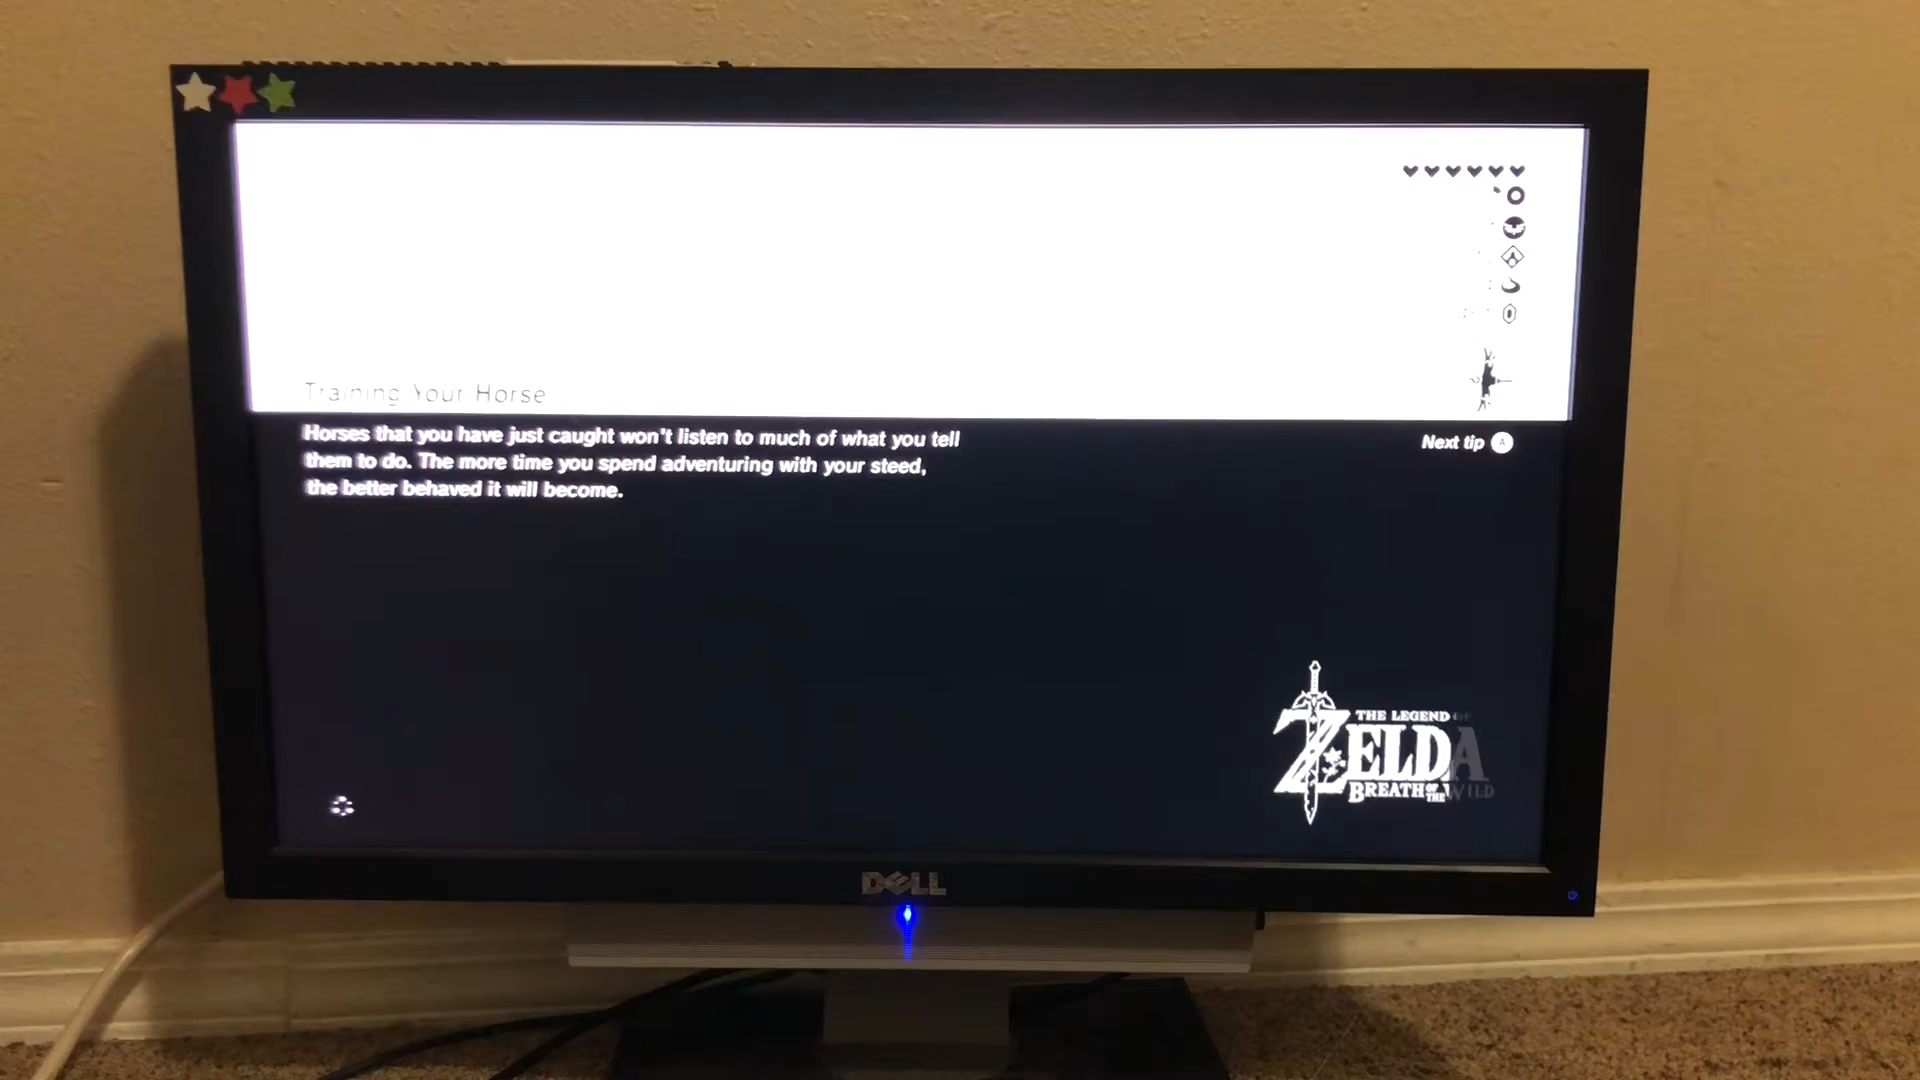 Training Your Horse
Horses that you have just caught won't listen to much of what you tell
them to do. The more time you spend adventuring with your steed,
the better behaved it will become.
Next tip A
THE LEGEND OF
ZELDA
BREATH OF THE WILD
DELL